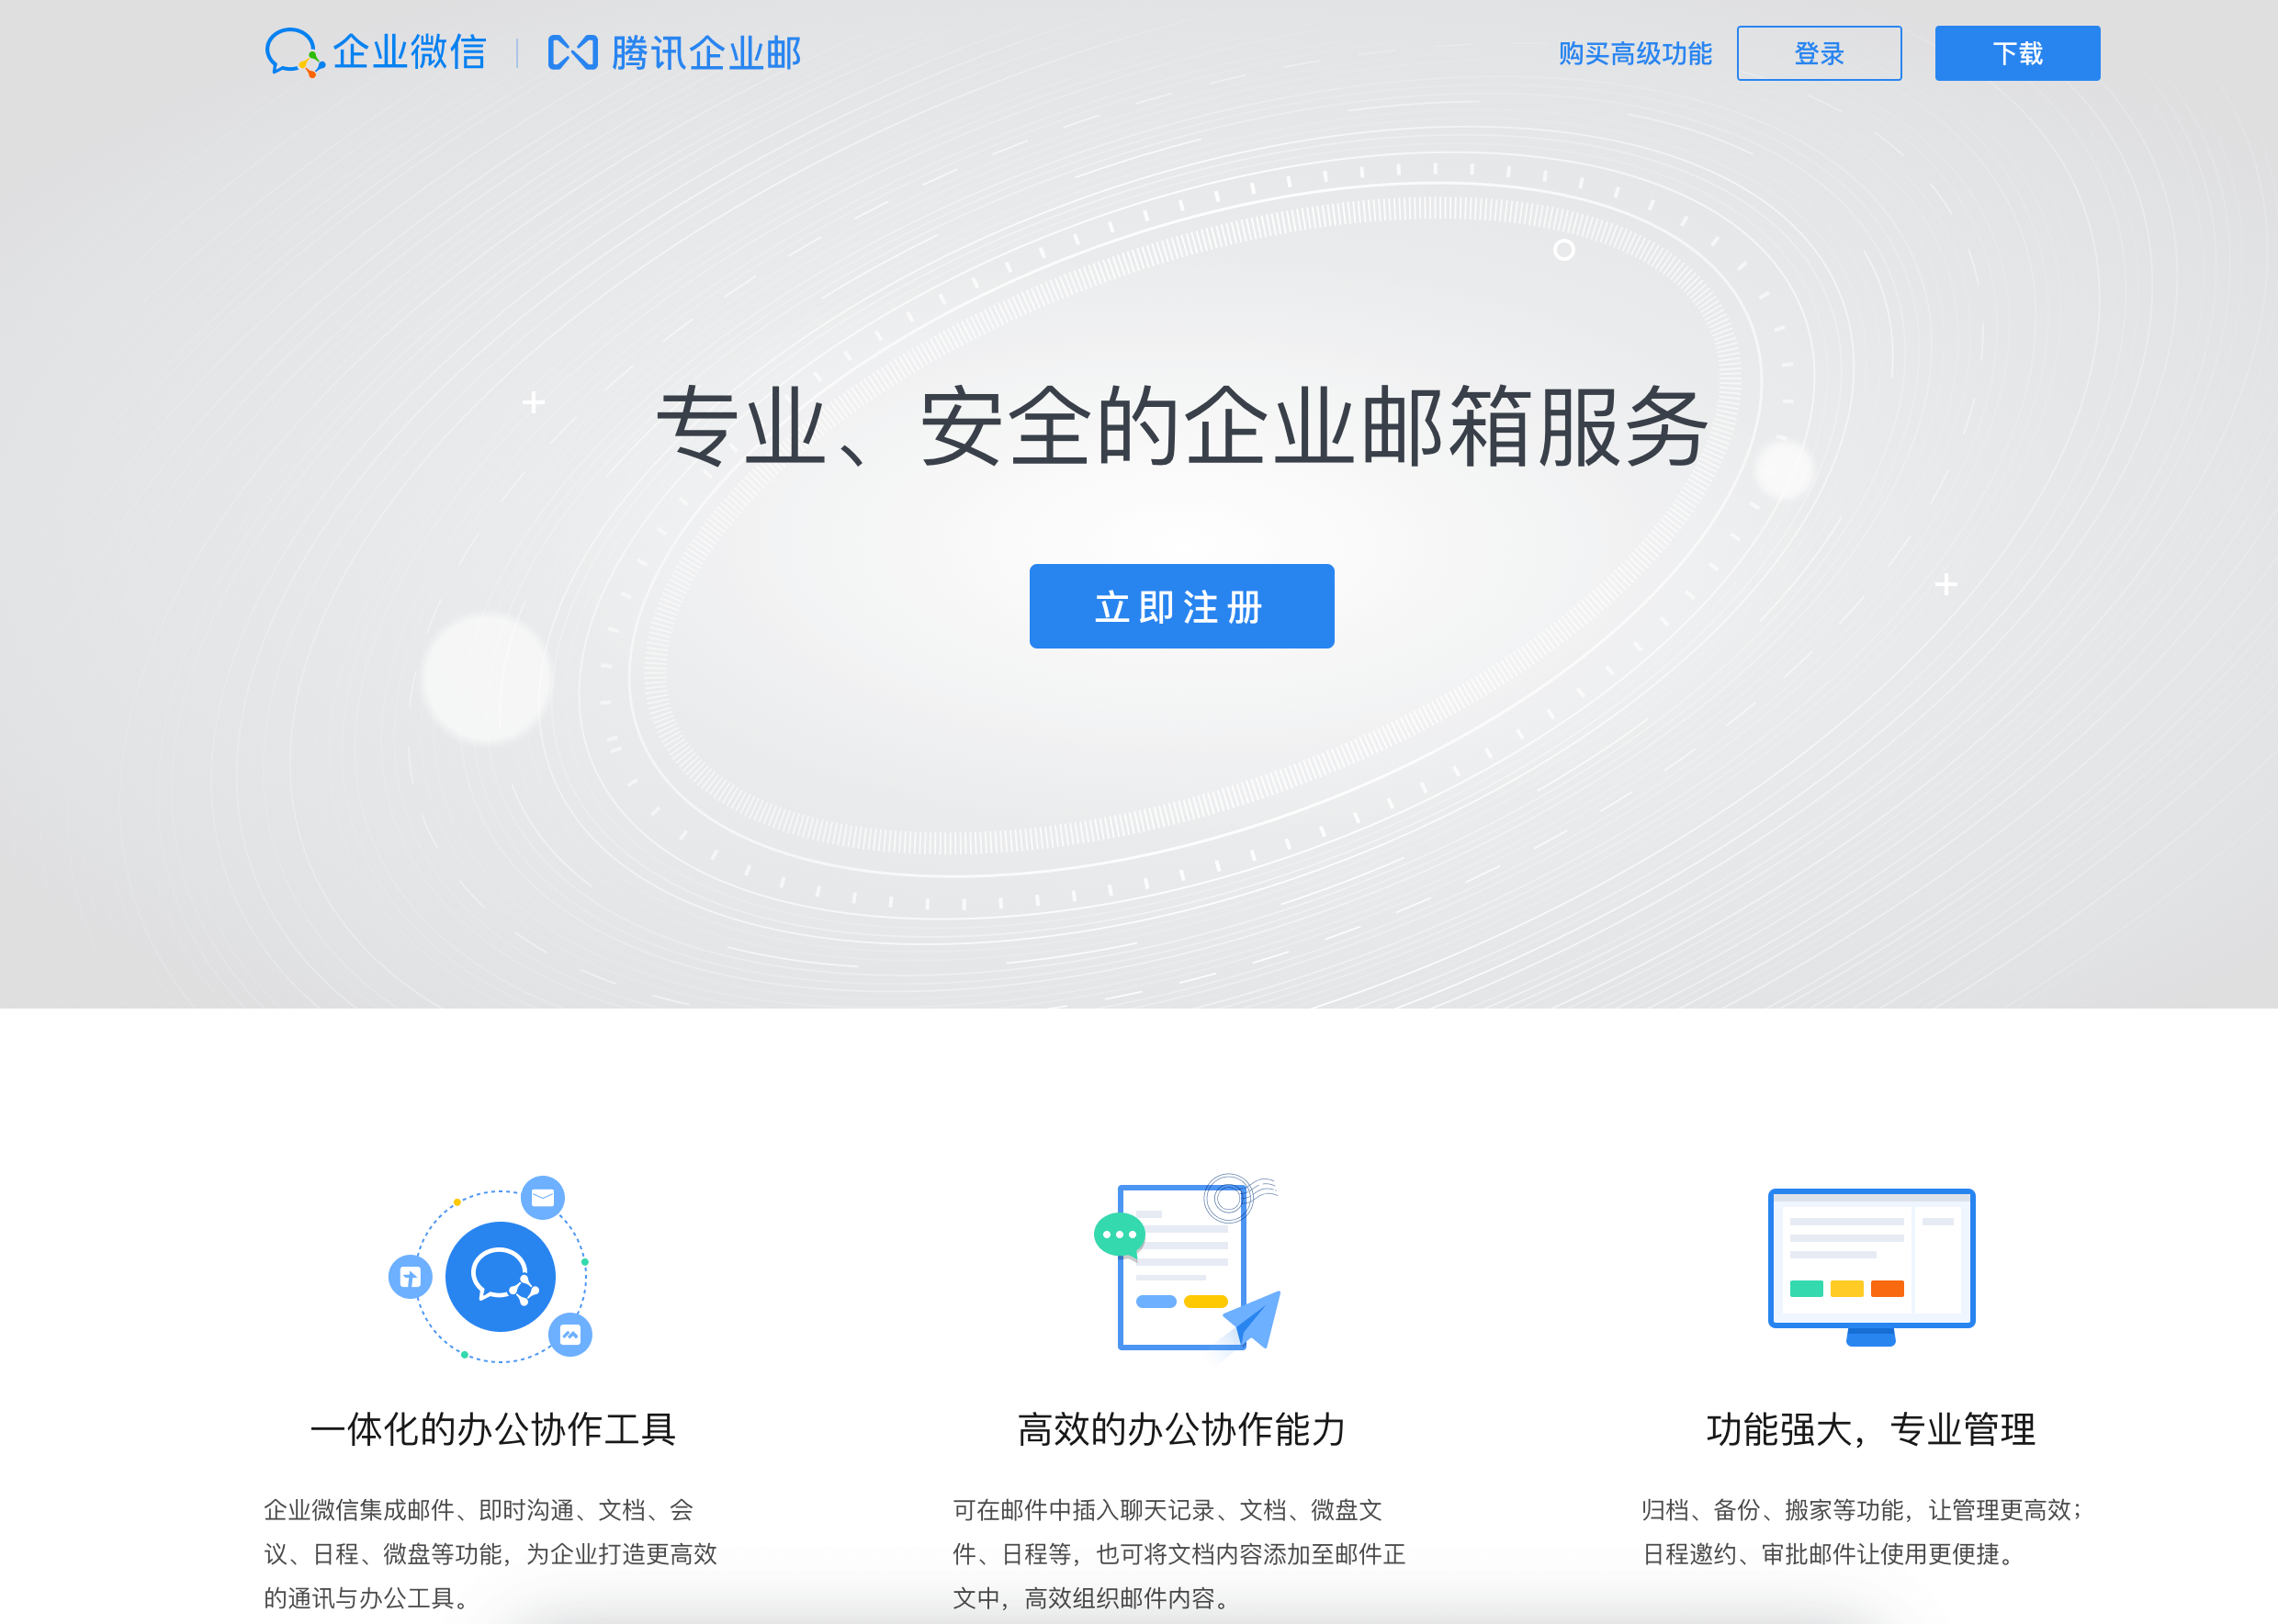 企业微信 | 腾讯企业邮
购买高级功能 登录 下载
专业、安全的企业邮箱服务
立即注册
一体化的办公协作工具
企业微信集成邮件、即时沟通、文档、会
议、日程、微盘等功能，为企业打造更高效
的通讯与办公工具。
高效的办公协作能力
可在邮件中插入聊天记录、文档、微盘文
件、日程等，也可将文档内容添加至邮件正
文中，高效组织邮件内容。
功能强大，专业管理
归档、备份、搬家等功能，让管理更高效；
日程邀约、审批邮件让使用更便捷。